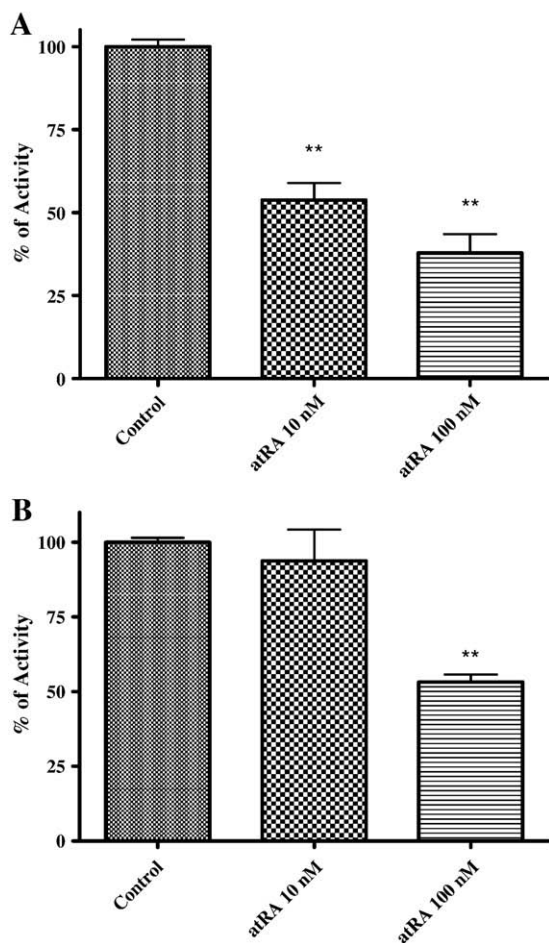 A
% of Activity
100
75
50
25
0
**
**
Control
atRA 10 nM
atRA 100 nM
B
% of Activity
100
75
50
25
0
**
Control
atRA 10 nM
atRA 100 nM